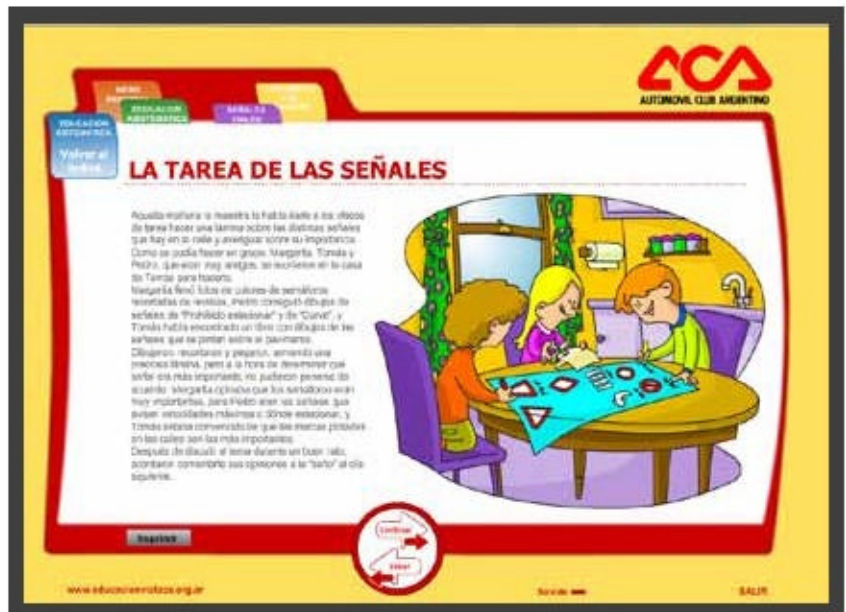 ACA
AUTOMOVIL CLUB ARGENTINO
EDUCACION
Volver al
LA TAREA DE LAS SEÑALES
Aquella mañana la maestra le había dado a los chicos
de tarea hacer una lámina sobre las distintas señales
que hay en la calle y averiguar sobre su importancia.
Como se podía hacer en grupo, Margarita, Tomás y
Pedro, que eran muy amigos, se reunieron en la casa
de Tomás para hacerlo.
Margarita llevó fotos de colores de semáforos
recortadas de revistas, Pedro consiguió dibujos de
señales de "Prohibido estacionar" y de "Curva", y
Tomás había encontrado un libro con dibujos de las
señales que se pintan sobre el pavimento.
Dibujaron, recortaron y pegaron, armando una
preciosa lámina, pero a la hora de determinar qué
señal era más importante, no pudieron ponerse de
acuerdo. Margarita opinaba que los semáforos eran
muy importantes, para Pedro eran las señales que
avisan velocidades máximas o dónde estacionar, y
Tomás estaba convencido de que las marcas pintadas
en las calles son las más importantes.
Después de discutir el tema durante un buen rato,
acordaron comentarle sus opiniones a la "seño" al día
siguiente.
Imprimir
Continuar
Volver
www.educacionvialaca.org.ar
Sonido
SALIR